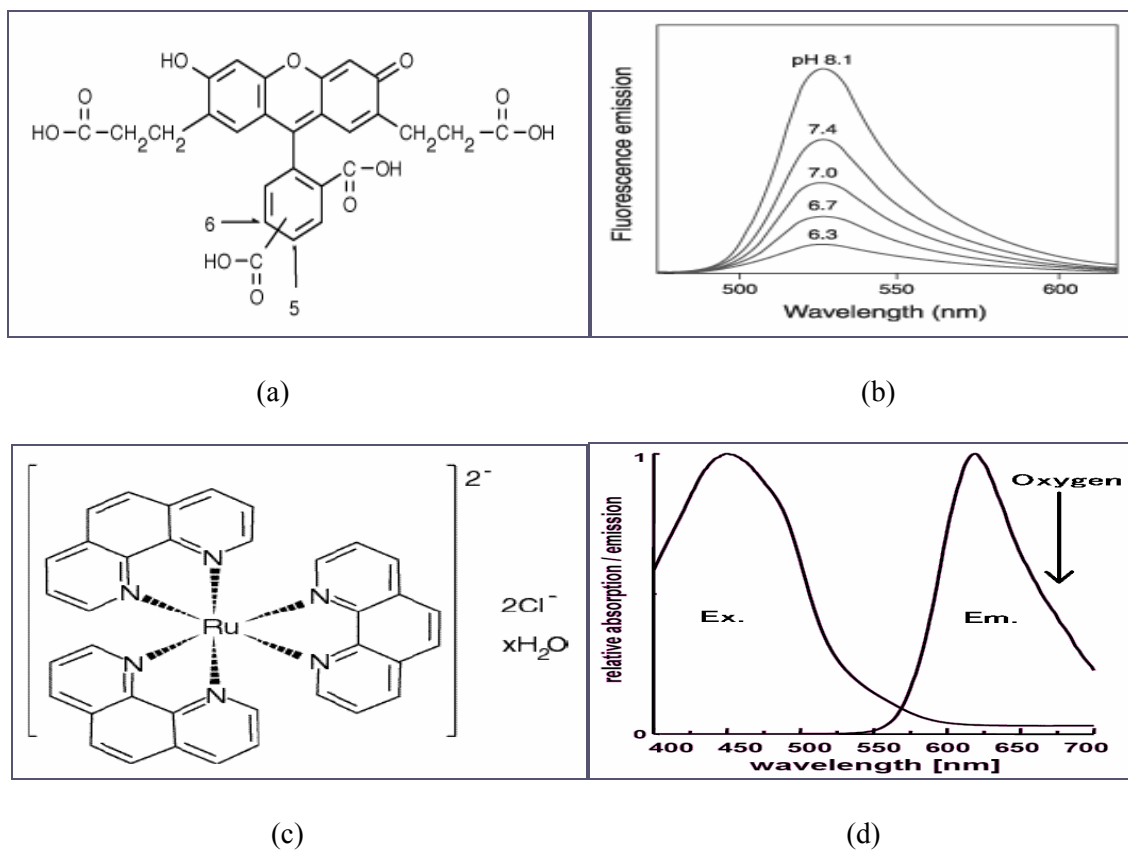 HO
O
O
O
HO-C-CH2CH2
CH2CH2-C-OH
O
C-OH
O
6
HO-C
O
5
pH 8.1
7.4
7.0
6.7
6.3
Fluorescence emission
500
550
600
Wavelength (nm)
(a)
(b)
2-
N
N
N
Ru
N
N
N
2Cl-
xH2O
1
Oxygen
Ex.
Em.
relative absorption / emission
0
400
450
500
550
600
650
700
wavelength [nm]
(c)
(d)